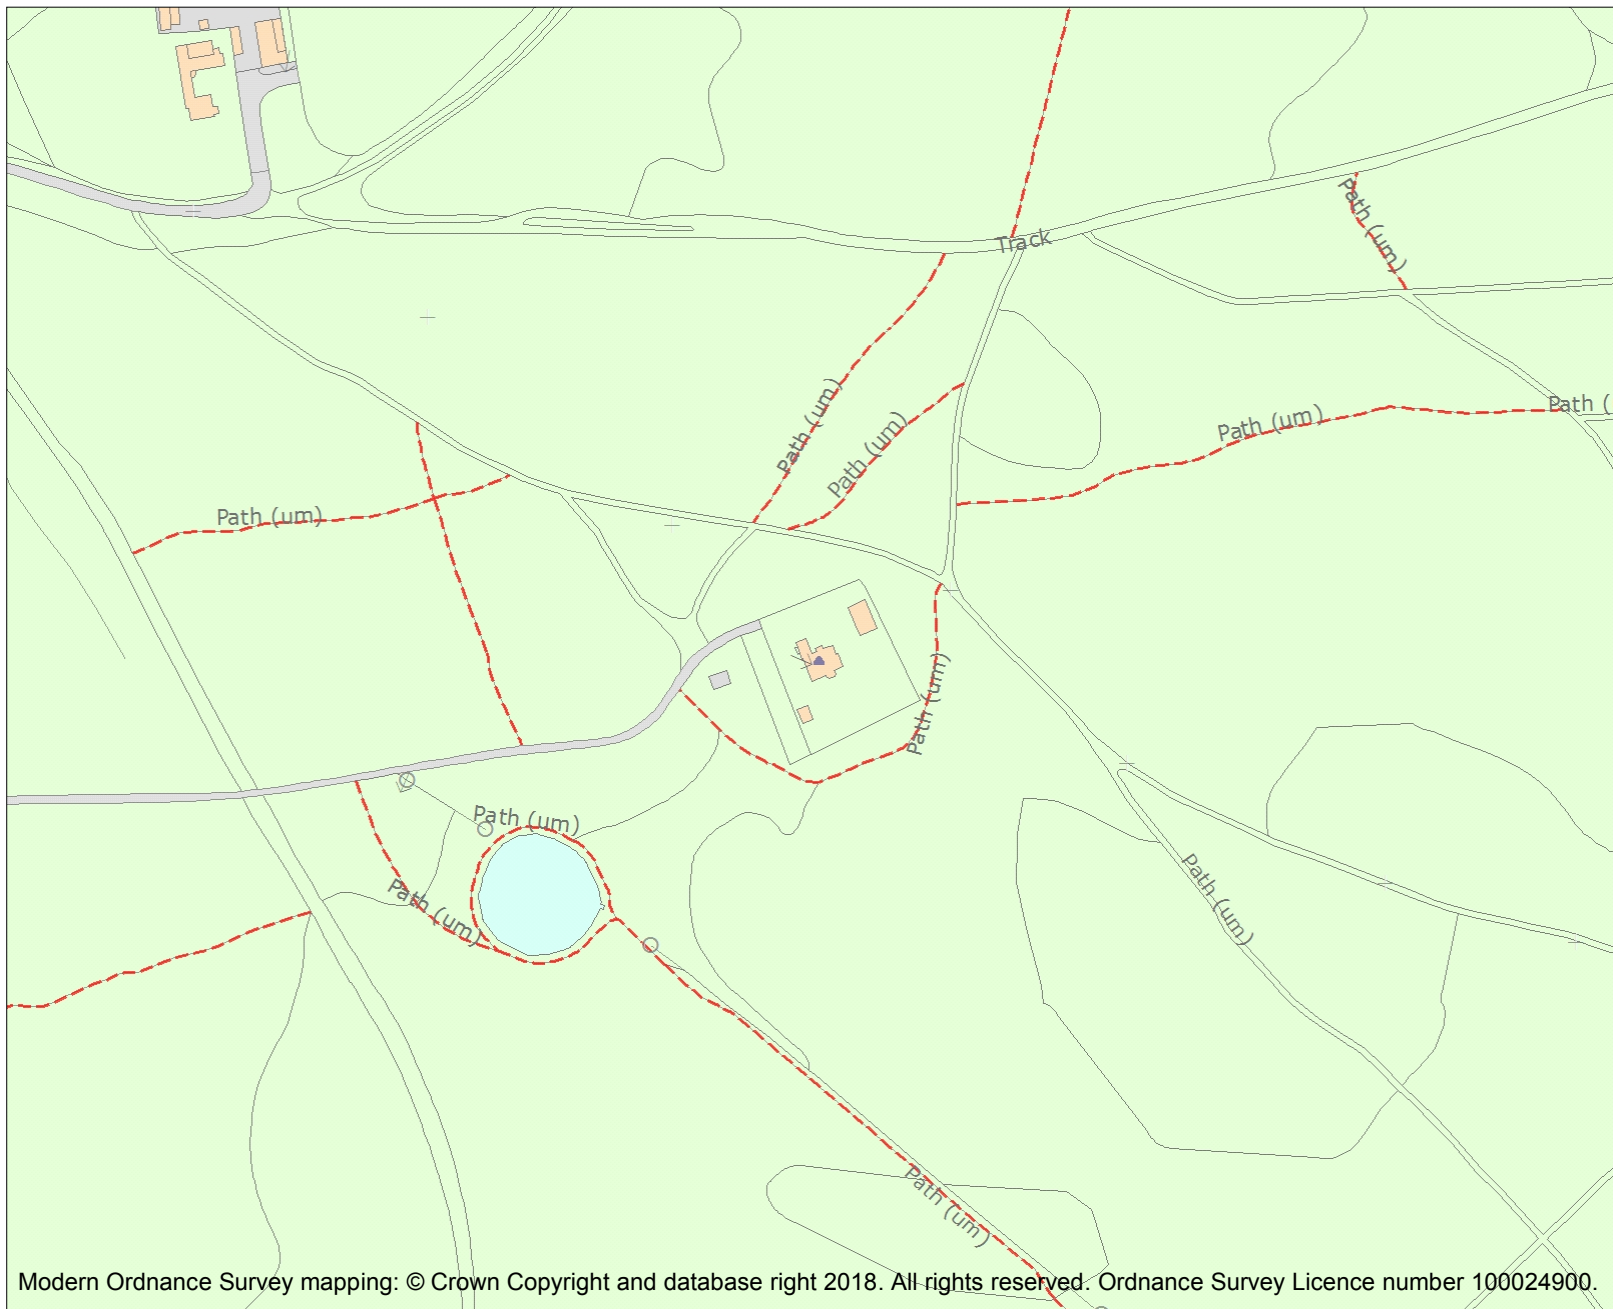 Track
Path (um)
Path (um)
Path (um)
Path (um)
Path (
Path (um)
Path (um)
Path (um)
Path (um)
Path (um)
Path (um)
Path (um)
Modern Ordnance Survey mapping: © Crown Copyright and database right 2018. All rights reserved. Ordnance Survey Licence number 100024900.